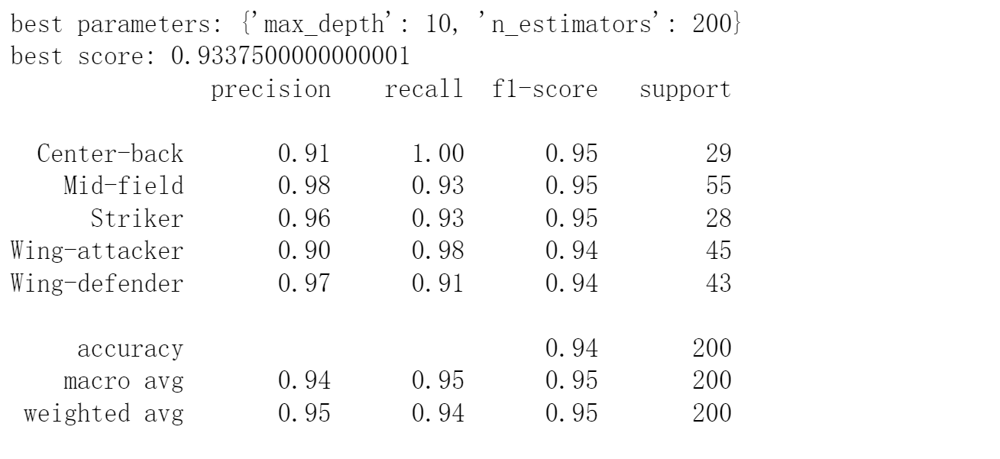 best parameters: {'max_depth': 10, 'n_estimators': 200}
best score: 0.9337500000000001
precision recall f1-score support
Center-back 0.91 1.00 0.95 29
Mid-field 0.98 0.93 0.95 55
Striker 0.96 0.93 0.95 28
Wing-attacker 0.90 0.98 0.94 45
Wing-defender 0.97 0.91 0.94 43
accuracy 0.94 200
macro avg 0.94 0.95 0.95 200
weighted avg 0.95 0.94 0.95 200